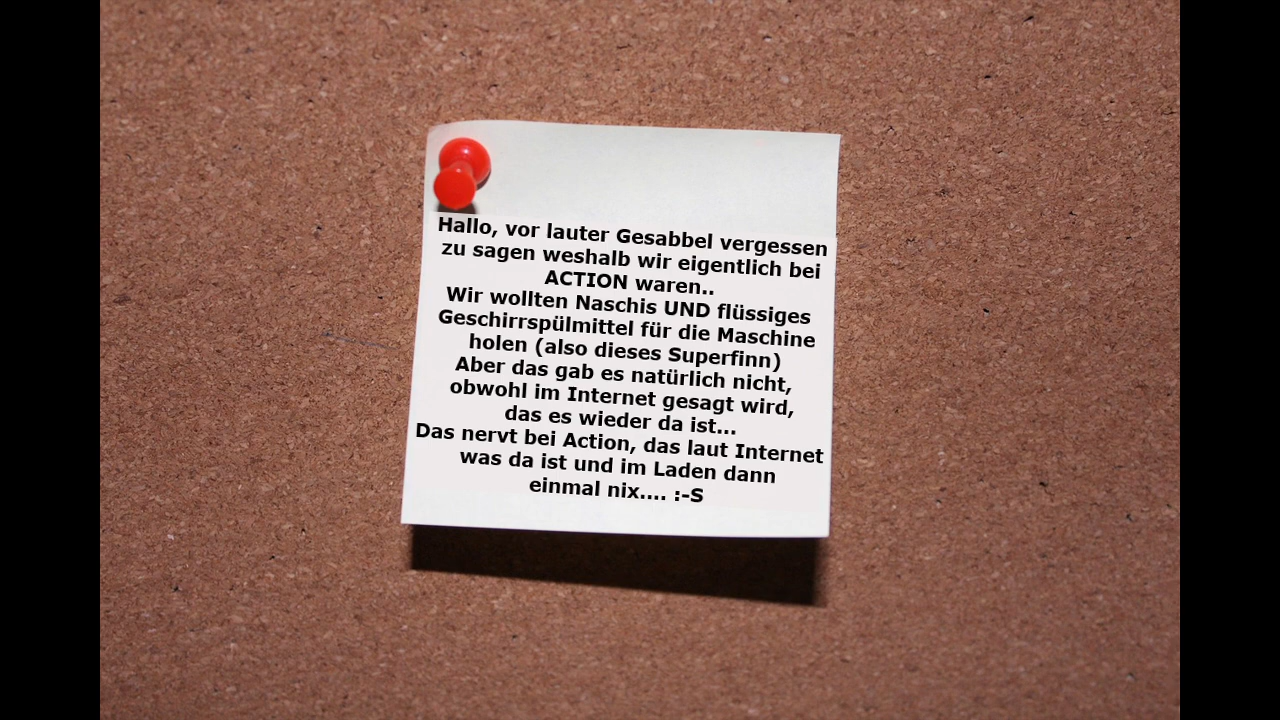 Hallo, vor lauter Gesabbel vergessen
zu sagen weshalb wir eigentlich bei
ACTION waren..
Wir wollten Naschis UND flüssiges
Geschirrspülmittel für die Maschine
holen (also dieses Superfinn)
Aber das gab es natürlich nicht,
obwohl im Internet gesagt wird,
das es wieder da ist...
Das nervt bei Action, das laut Internet
was da ist und im Laden dann
einmal nix.... :-S